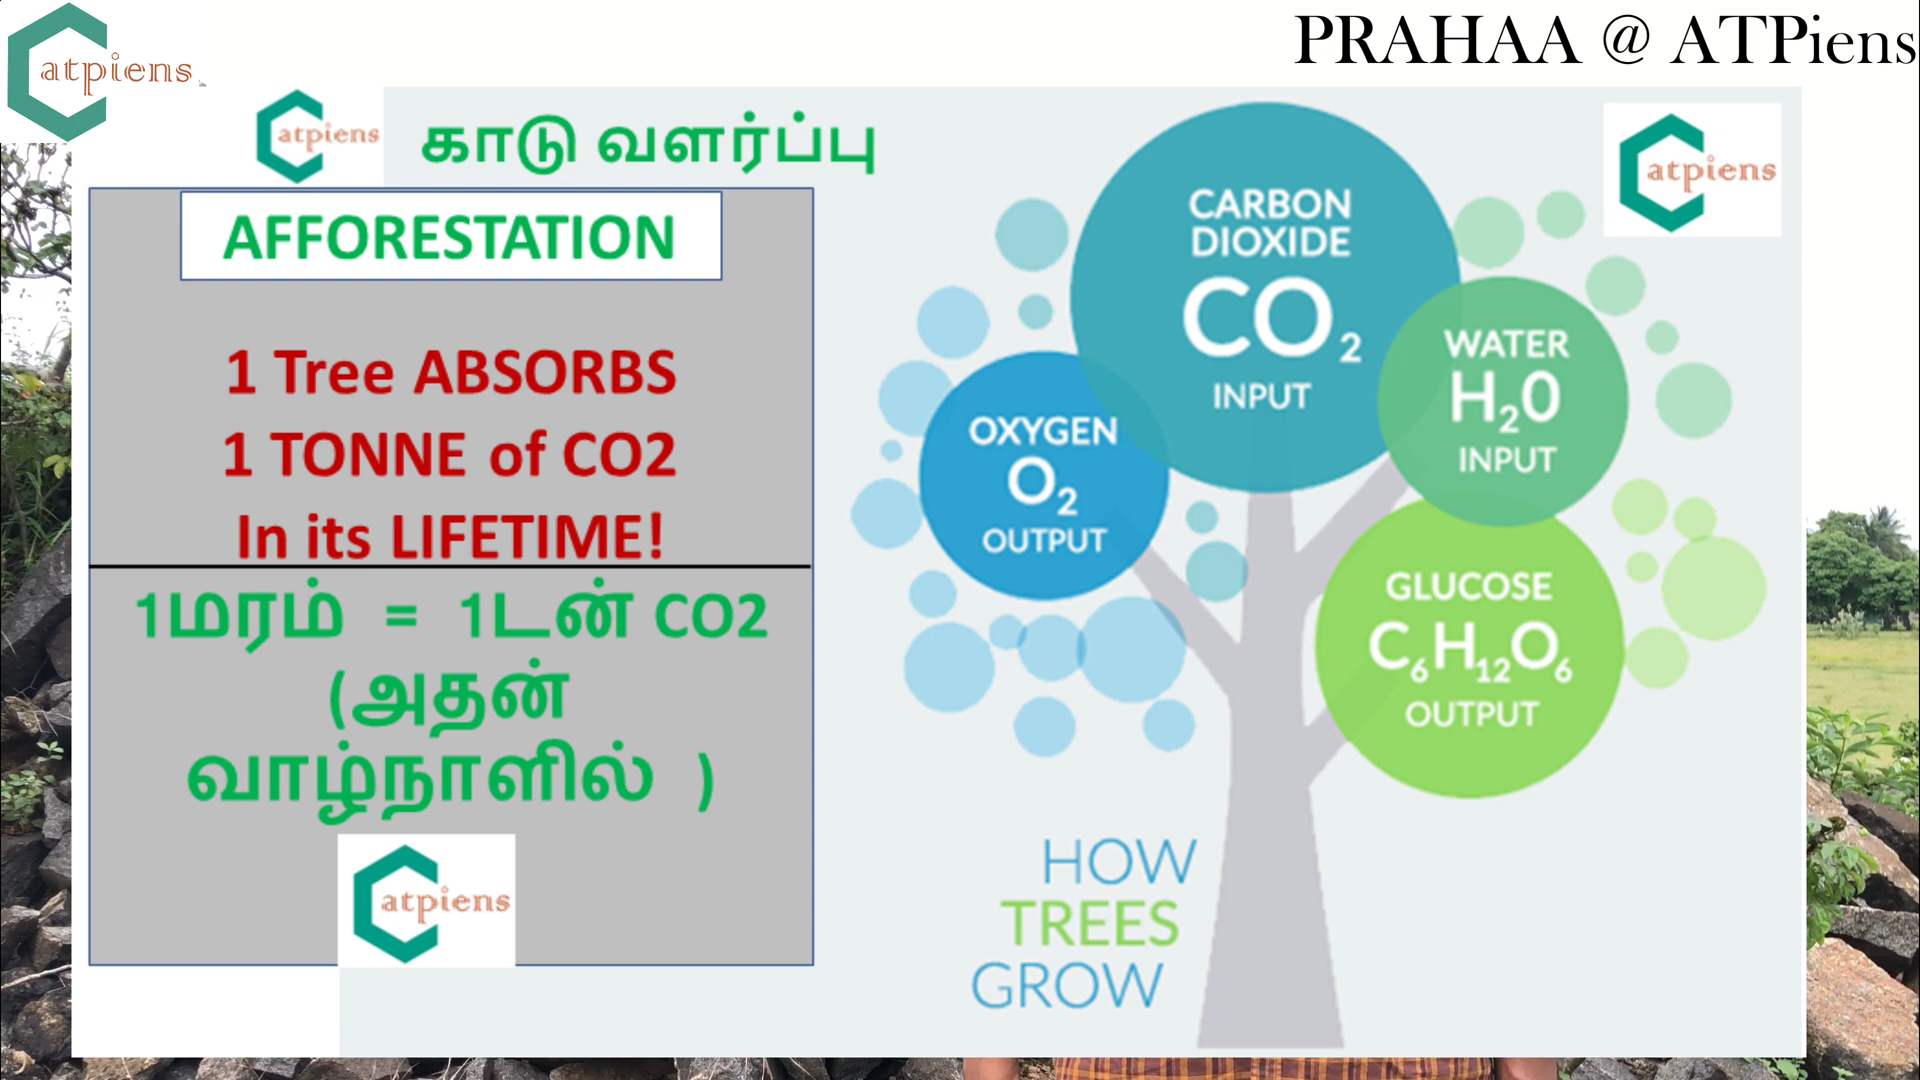 atpiens
PRAHAA @ ATPiens
atpiens
காடு வளர்ப்பு
atpiens
AFFORESTATION
1 Tree ABSORBS
1 TONNE of CO2
In its LIFETIME!
1மரம் = 1டன் CO2
(அதன்
வாழ்நாளில் )
atpiens
CARBON
DIOXIDE
CO2
INPUT
WATER
H20
INPUT
OXYGEN
O2
OUTPUT
GLUCOSE
C6H12O6
OUTPUT
HOW
TREES
GROW